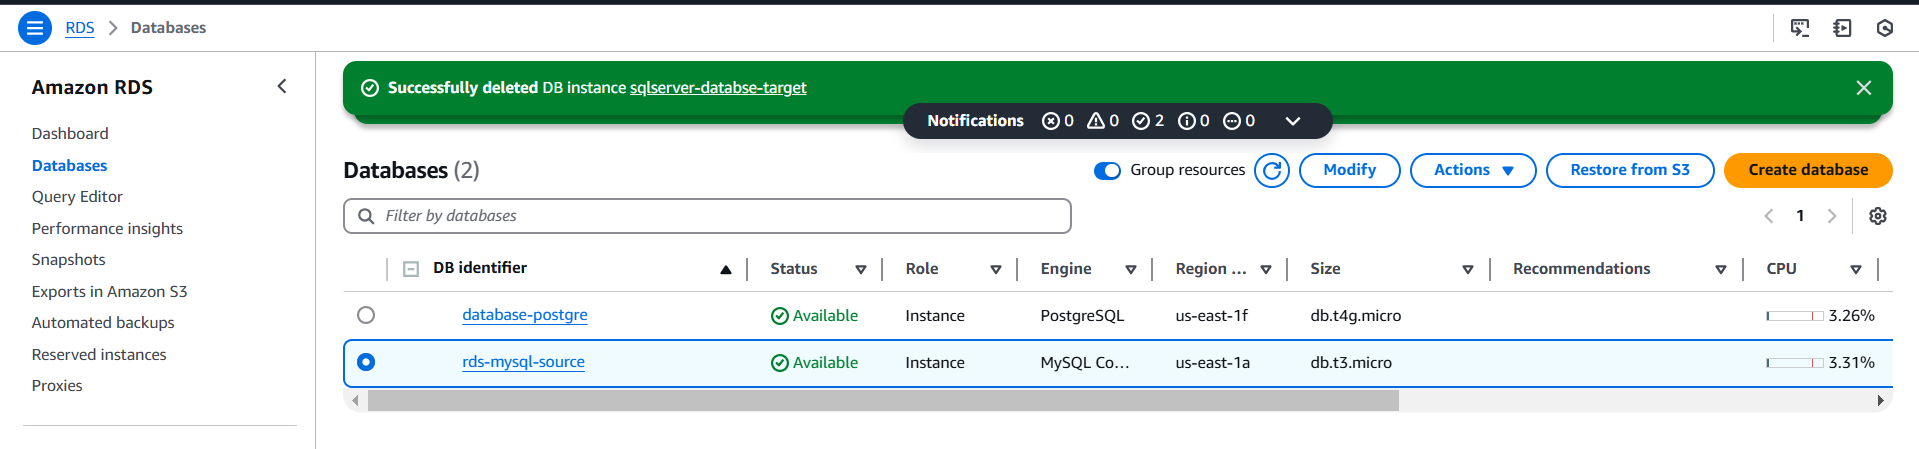 RDS > Databases
Amazon RDS
Dashboard
Databases
Query Editor
Performance insights
Snapshots
Exports in Amazon S3
Automated backups
Reserved instances
Proxies
Successfully deleted DB instance sqlserver-databse-target
Notifications 0 0 2 0 0
Databases (2)
Group resources
Modify
Actions
Restore from S3
Create database
Filter by databases
1
DB identifier Status Role Engine Region ... Size Recommendations CPU
database-postgre Available Instance PostgreSQL us-east-1f db.t4g.micro 3.26%
rds-mysql-source Available Instance MySQL Co... us-east-1a db.t3.micro 3.31%